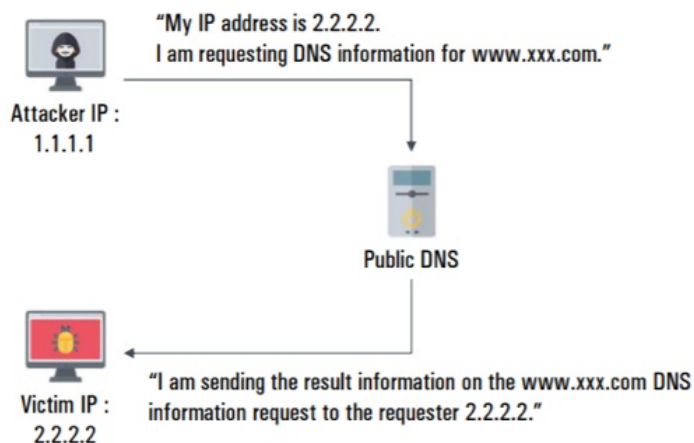 “My IP address is 2.2.2.2.
I am requesting DNS information for www.xxx.com.”
Attacker IP :
1.1.1.1
Public DNS
“I am sending the result information on the www.xxx.com DNS
information request to the requester 2.2.2.2.”
Victim IP :
2.2.2.2